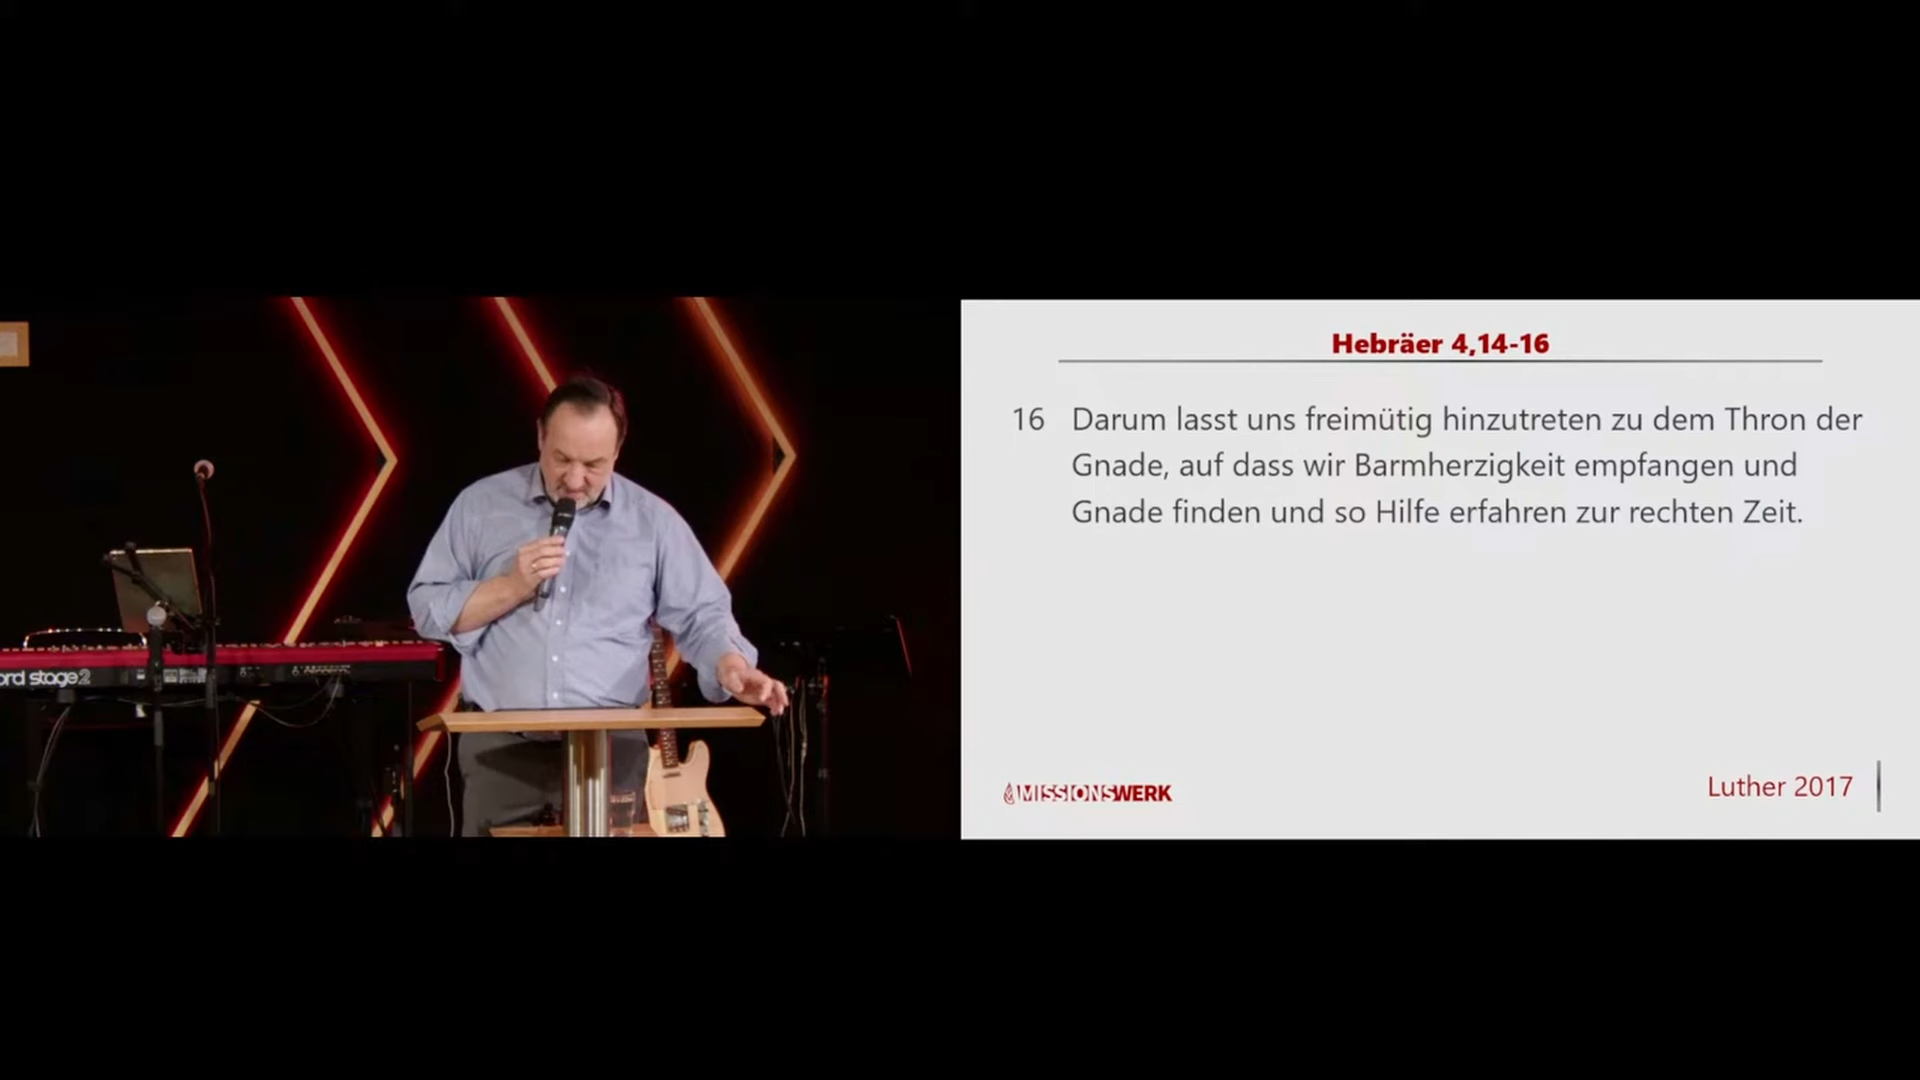 Hebräer 4,14-16
16 Darum lasst uns freimütig hinzutreten zu dem Thron der
Gnade, auf dass wir Barmherzigkeit empfangen und
Gnade finden und so Hilfe erfahren zur rechten Zeit.
MISSIONSWERK
Luther 2017
ord stage2